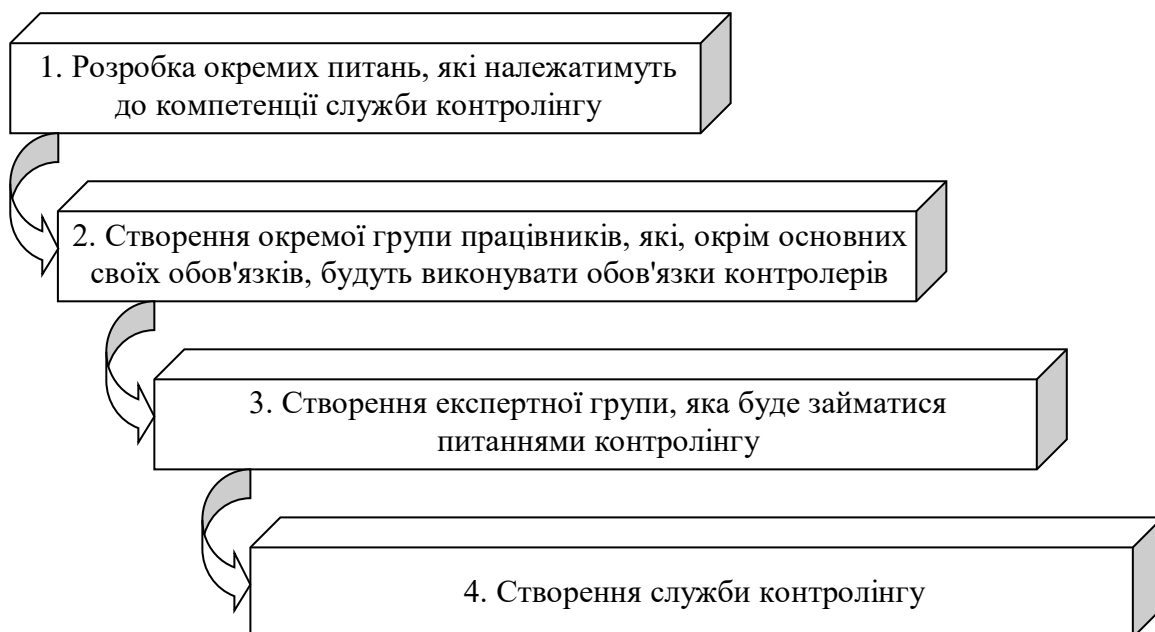 1. Розробка окремих питань, які належатимуть
до компетенції служби контролінгу
2. Створення окремої групи працівників, які, окрім основних
своїх обов'язків, будуть виконувати обов'язки контролерів
3. Створення експертної групи, яка буде займатися
питаннями контролінгу
4. Створення служби контролінгу